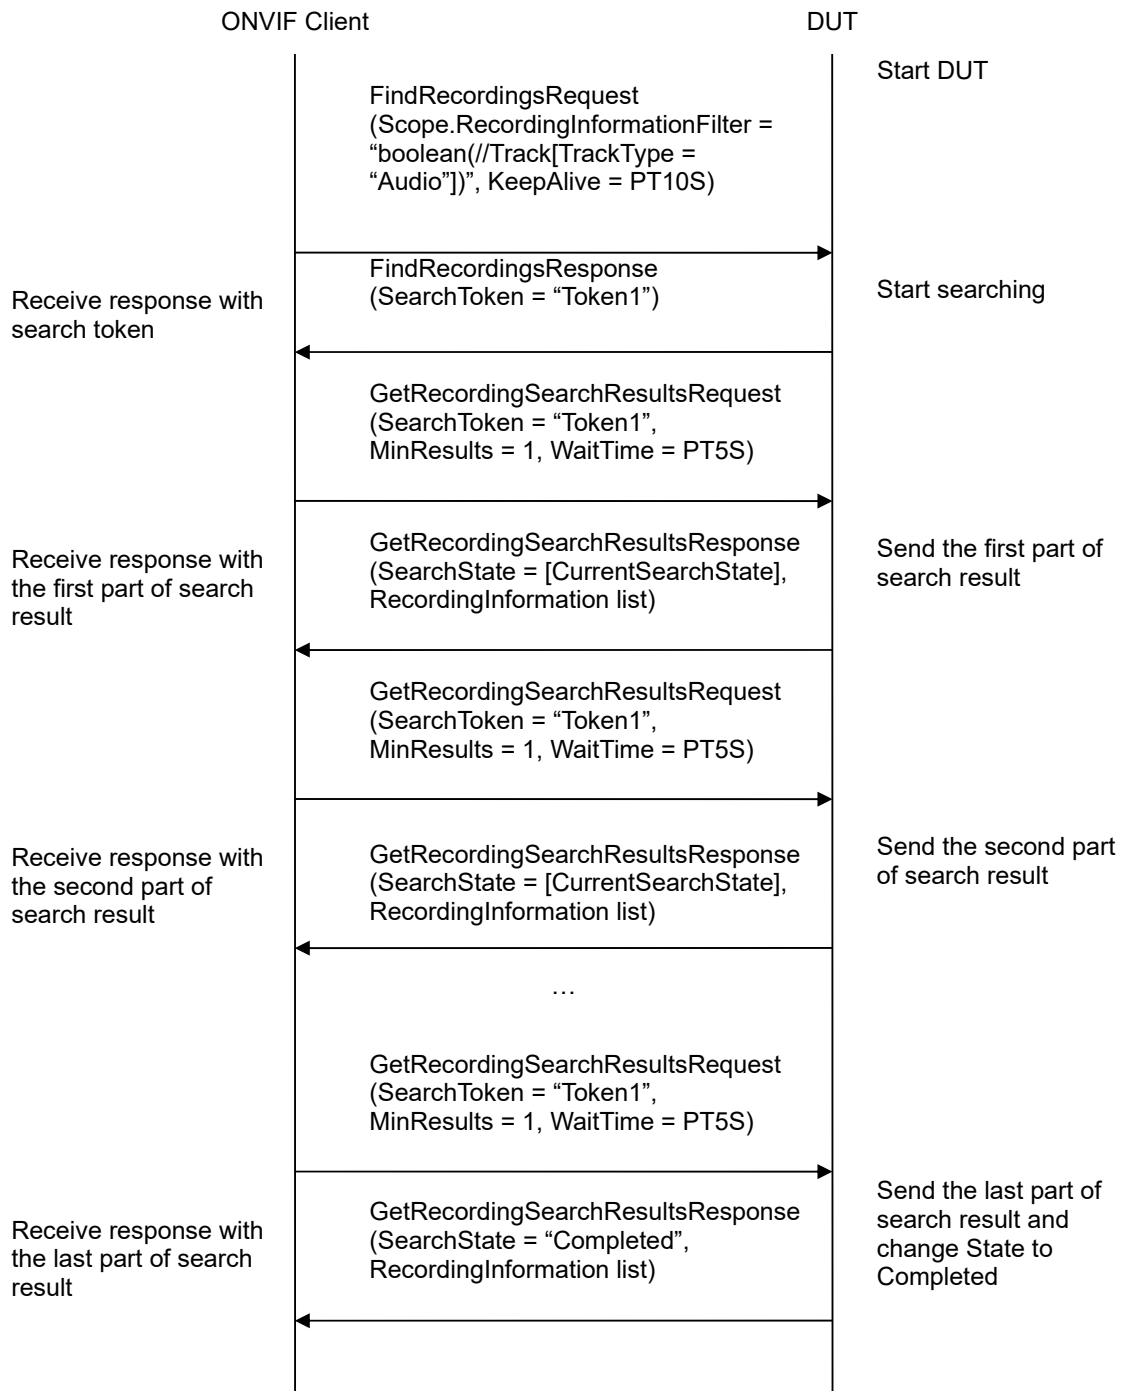 ONVIF Client
DUT
Start DUT
FindRecordingsRequest
(Scope.RecordingInformationFilter =
“boolean(//Track[TrackType =
“Audio”])”, KeepAlive = PT10S)
FindRecordingsResponse
(SearchToken = “Token1”)
Start searching
Receive response with
search token
GetRecordingSearchResultsRequest
(SearchToken = “Token1”,
MinResults = 1, WaitTime = PT5S)
GetRecordingSearchResultsResponse
(SearchState = [CurrentSearchState],
RecordingInformation list)
Send the first part of
search result
Receive response with
the first part of search
result
GetRecordingSearchResultsRequest
(SearchToken = “Token1”,
MinResults = 1, WaitTime = PT5S)
GetRecordingSearchResultsResponse
(SearchState = [CurrentSearchState],
RecordingInformation list)
Send the second part
of search result
Receive response with
the second part of
search result
…
GetRecordingSearchResultsRequest
(SearchToken = “Token1”,
MinResults = 1, WaitTime = PT5S)
GetRecordingSearchResultsResponse
(SearchState = “Completed”,
RecordingInformation list)
Send the last part of
search result and
change State to
Completed
Receive response with
the last part of search
result